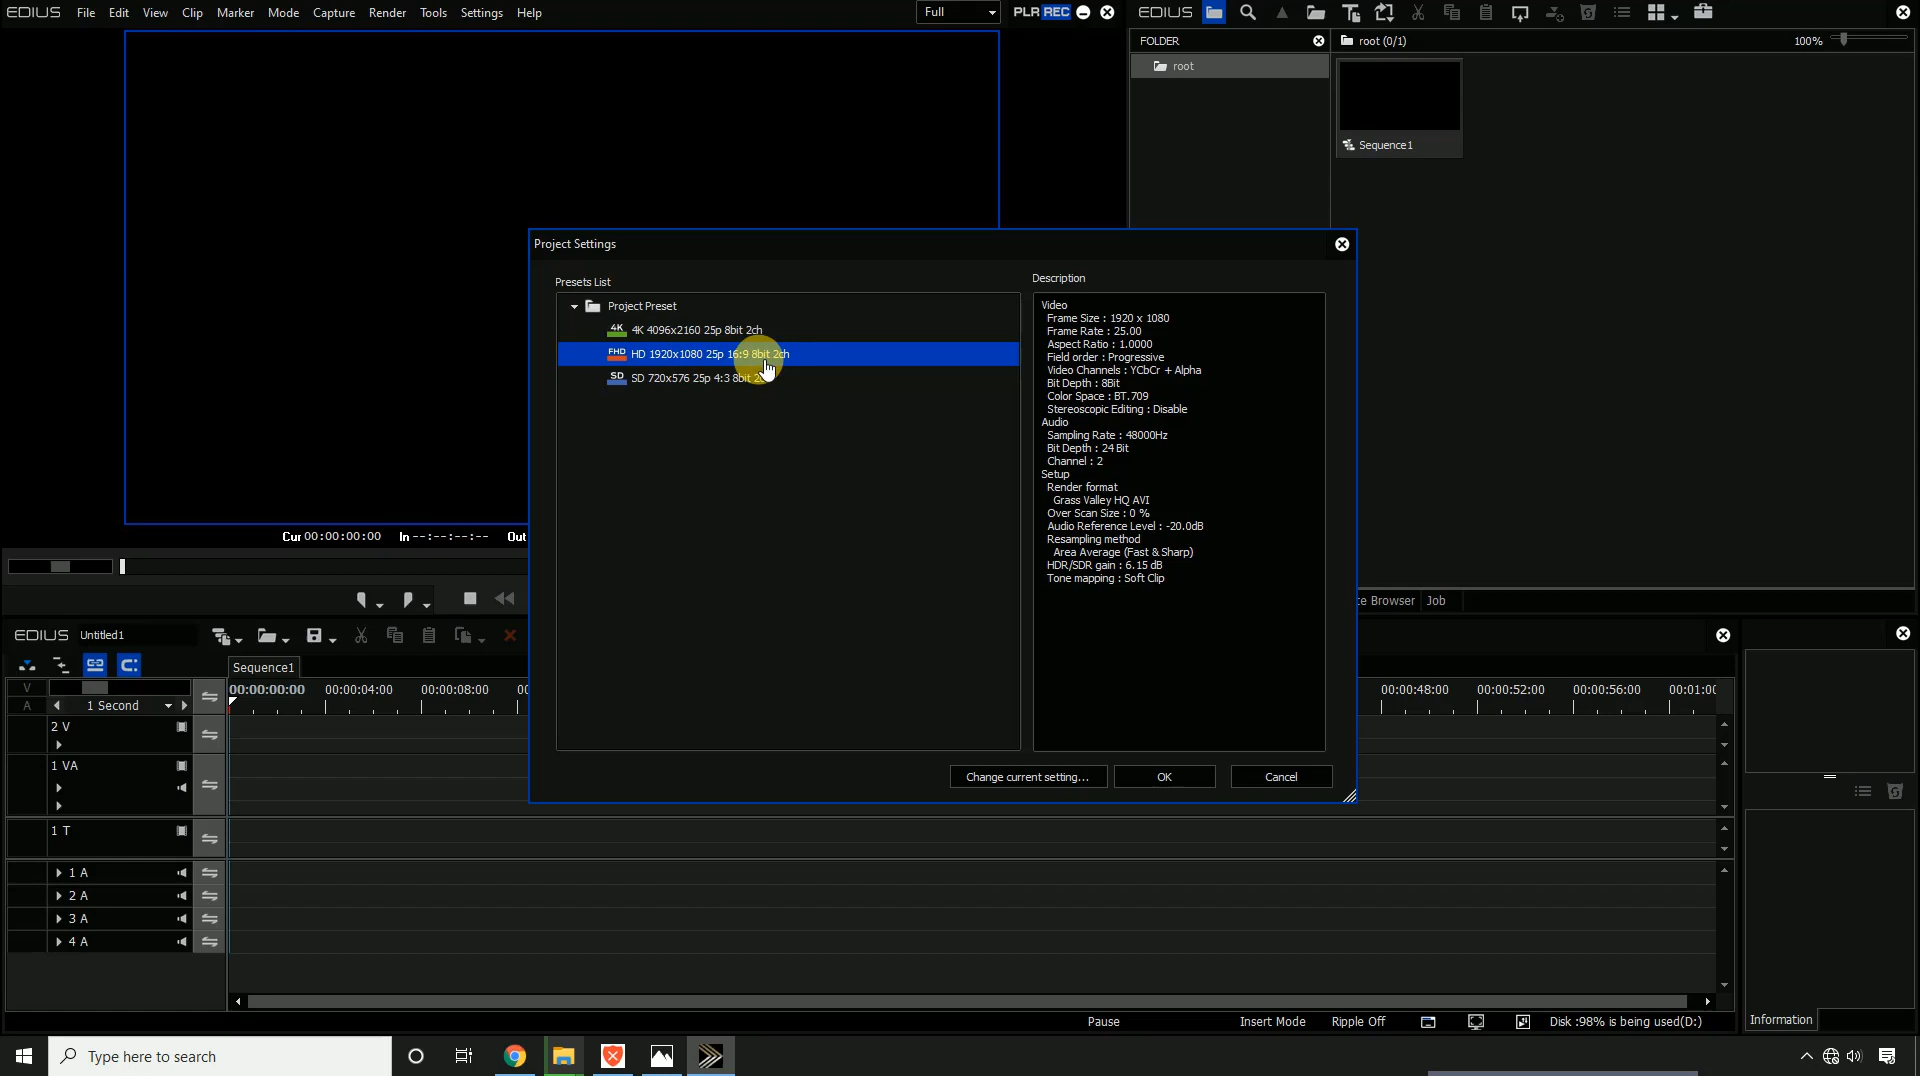 EDIUS File Edit View Clip Marker Mode Capture Render Tools Settings Help Full PLR REC
EDIUS
FOLDER
root (0/1)
100%
root
Sequence1
Project Settings
Presets List
Description
Project Preset
4K 4K 4096x2160 25p 8bit 2ch
FHD HD 1920x1080 25p 16:9 8bit 2ch
SD SD 720x576 25p 4:3 8bit
Video
Frame Size : 1920 x 1080
Frame Rate : 25.00
Aspect Ratio : 1.0000
Field order : Progressive
Video Channels : YCbCr + Alpha
Bit Depth : 8Bit
Color Space : BT.709
Stereoscopic Editing : Disable
Audio
Sampling Rate : 48000Hz
Bit Depth : 24 Bit
Channel : 2
Setup
Render format
Grass Valley HQ AVI
Over Scan Size : 0 %
Audio Reference Level : -20.0dB
Resampling method
Area Average (Fast & Sharp)
HDR/SDR gain : 6.15 dB
Tone mapping : Soft Clip
Change current setting... OK Cancel
Cur 00:00:00:00 In --:--:--:-- Out
ce Browser Job
EDIUS Untitled1
Sequence1
V
A
1 Second
00:00:00:00 00:00:04:00 00:00:08:00 00:00:48:00 00:00:52:00 00:00:56:00 00:01:00
2 V
1 VA
1 T
1 A
2 A
3 A
4 A
Pause Insert Mode Ripple Off Disk :98% is being used(D:)
Information
Type here to search